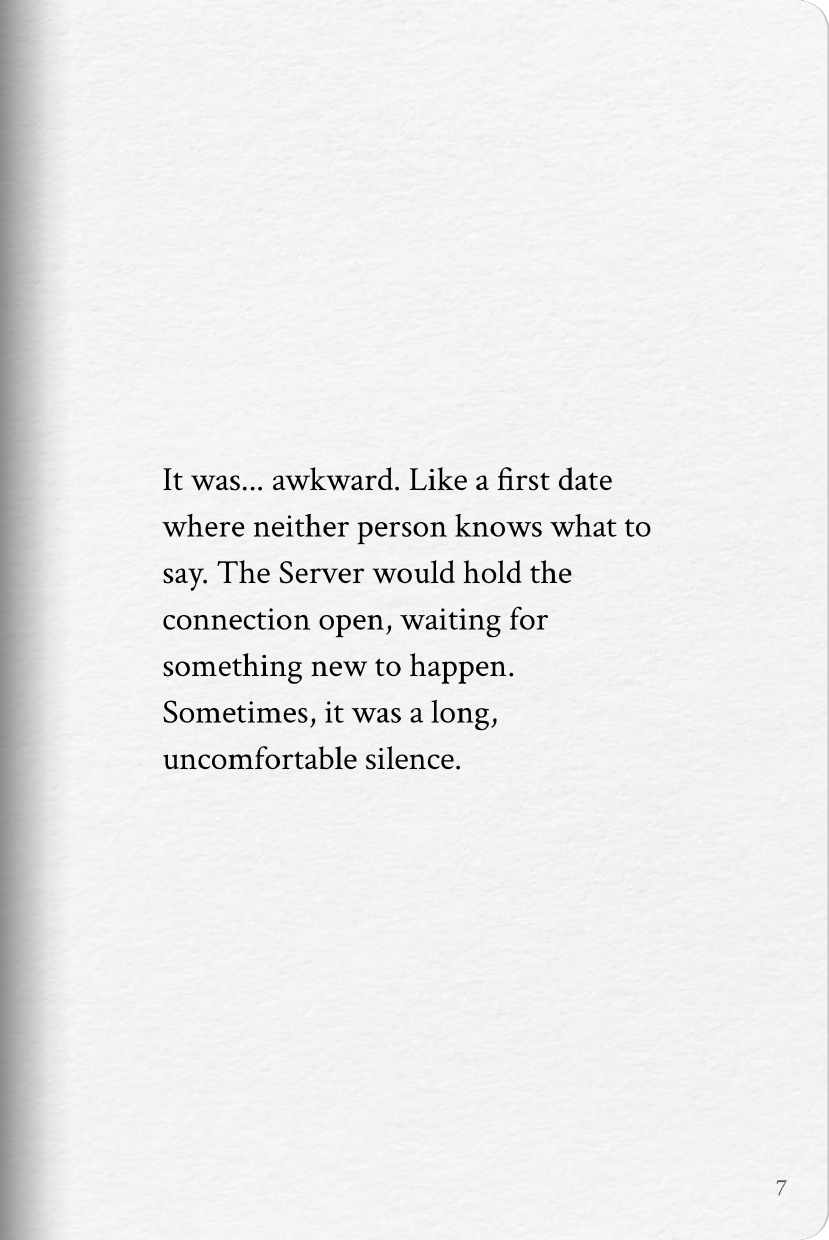 It was... awkward. Like a first date
where neither person knows what to
say. The Server would hold the
connection open, waiting for
something new to happen.
Sometimes, it was a long,
uncomfortable silence.
7